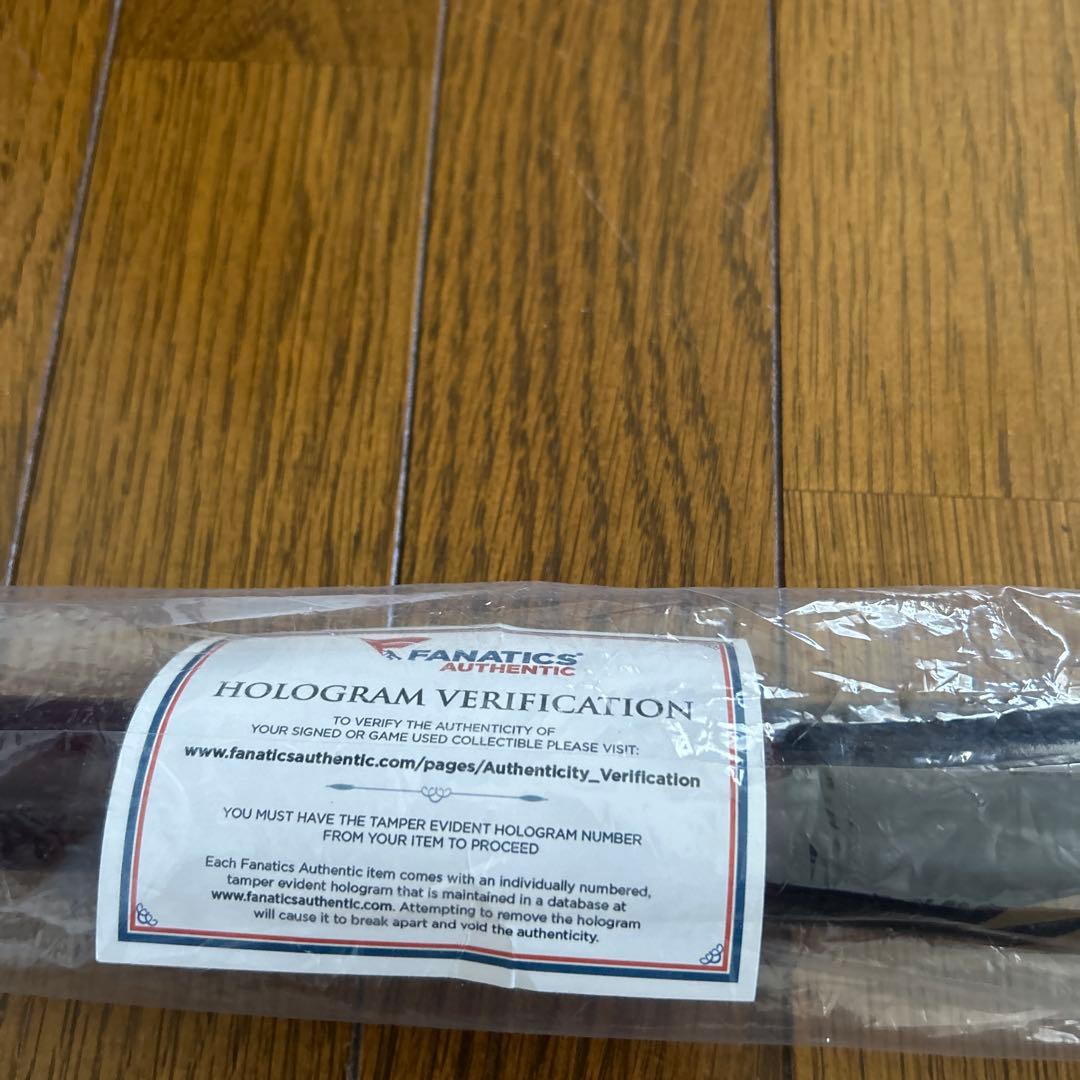 FANATICS
AUTHENTIC
HOLOGRAM VERIFICATION
TO VERIFY THE AUTHENTICITY OF
YOUR SIGNED OR GAME USED COLLECTIBLE PLEASE VISIT:
www.fanaticsauthentic.com/pages/Authenticity_Verification
YOU MUST HAVE THE TAMPER EVIDENT HOLOGRAM NUMBER
FROM YOUR ITEM TO PROCEED
Each Fanatics Authentic item comes with an individually numbered,
tamper evident hologram that is maintained in a database at
www.fanaticsauthentic.com. Attempting to remove the hologram
will cause it to break apart and void the authenticity.